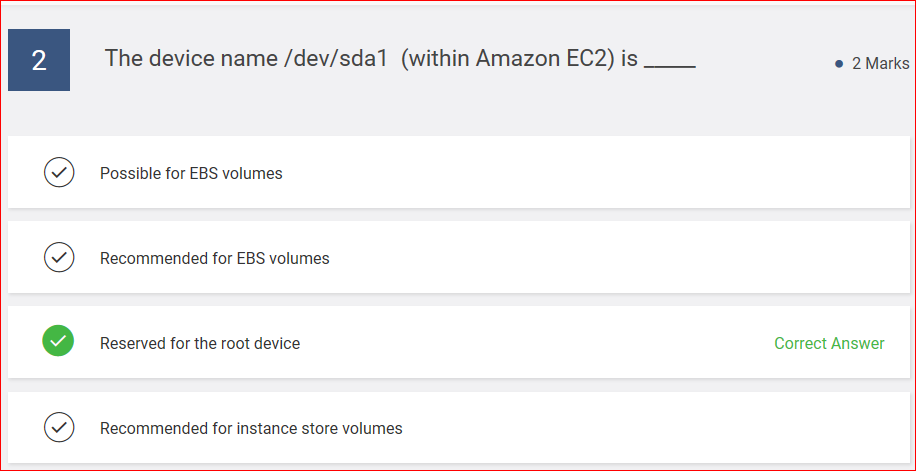 2
The device name /dev/sda1 (within Amazon EC2) is _____
2 Marks
Possible for EBS volumes
Recommended for EBS volumes
Reserved for the root device
Correct Answer
Recommended for instance store volumes